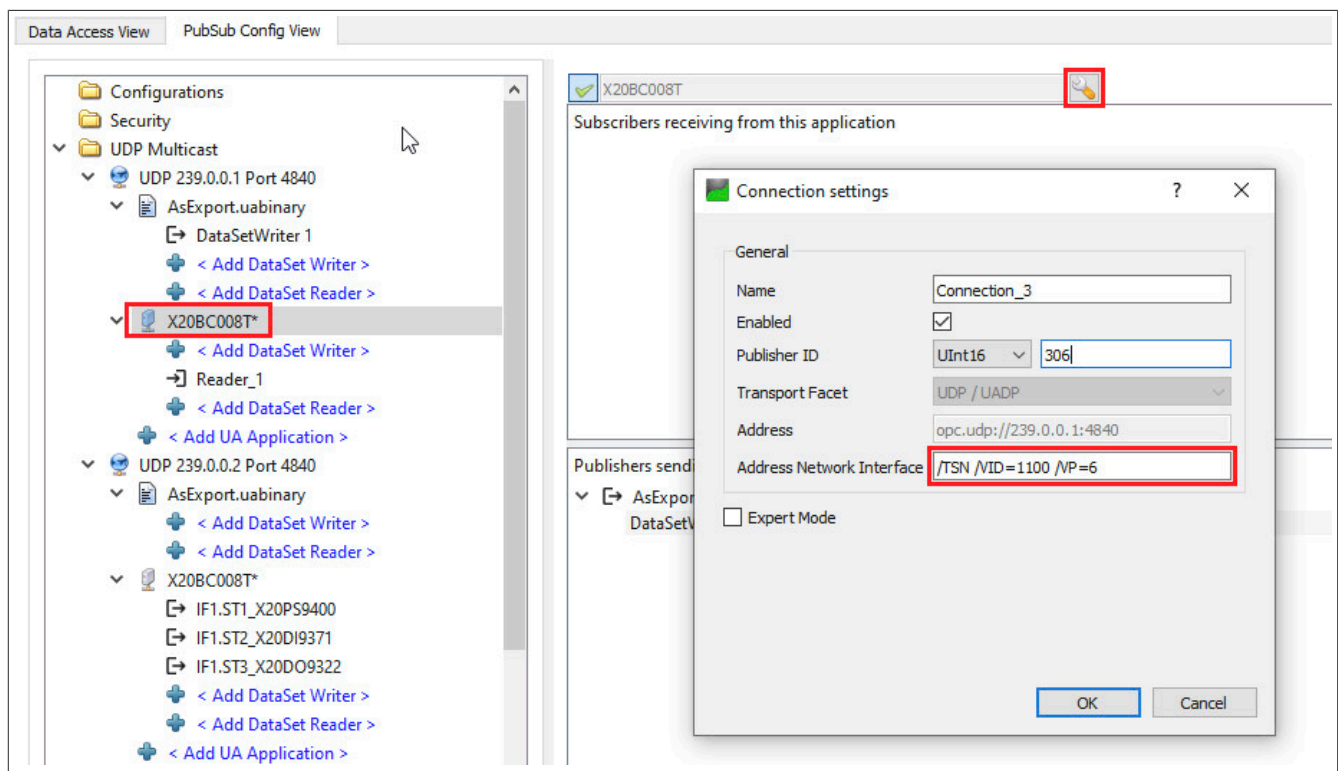 Data Access View
PubSub Config View
Configurations
Security
UDP Multicast
UDP 239.0.0.1 Port 4840
AsExport.uabinary
DataSetWriter 1
< Add DataSet Writer >
< Add DataSet Reader >
X20BC008T*
< Add DataSet Writer >
Reader_1
< Add DataSet Reader >
< Add UA Application >
UDP 239.0.0.2 Port 4840
AsExport.uabinary
< Add DataSet Writer >
< Add DataSet Reader >
X20BC008T*
IF1.ST1_X20PS9400
IF1.ST2_X20DI9371
IF1.ST3_X20DO9322
< Add DataSet Writer >
< Add DataSet Reader >
< Add UA Application >
X20BC008T
Subscribers receiving from this application
Publishers sendi
AsExpor
DataSetW
Connection settings
?
General
Name
Connection_3
Enabled
Publisher ID
UInt16
306
Transport Facet
UDP / UADP
Address
opc.udp://239.0.0.1:4840
Address Network Interface
/TSN /VID=1100 /VP=6
Expert Mode
OK
Cancel